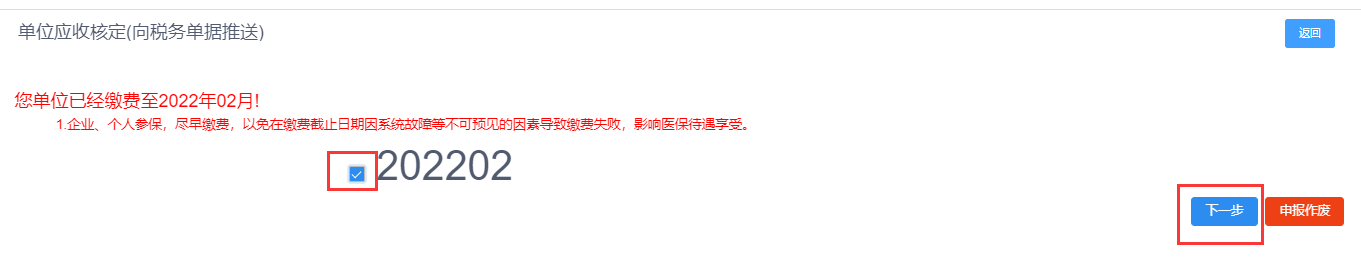 单位应收核定(向税务单据推送)
返回
您单位已经缴费至2022年02月!
1.企业、个人参保，尽早缴费，以免在缴费截止日期因系统故障等不可预见的因素导致缴费失败，影响医保待遇享受。
202202
下一步
申报作废